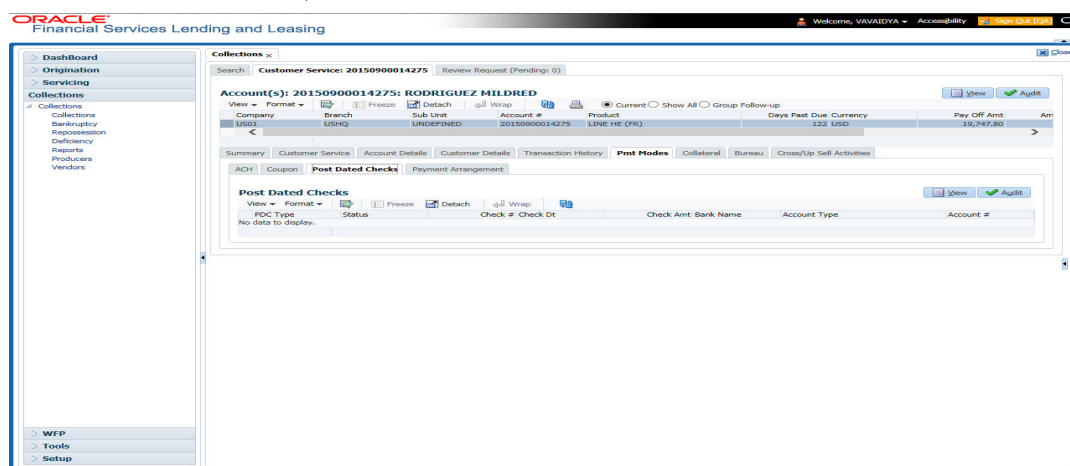 ORACLE
Financial Services Lending and Leasing
Welcome, VAVAIDYA Accessibility Sign Out [QA]
DashBoard
Origination
Servicing
Collections
Collections
Collections
Bankruptcy
Repossession
Deficiency
Reports
Producers
Vendors
WFP
Tools
Setup
Collections x
Close
Search Customer Service: 20150900014275 Review Request (Pending: 0)
Account(s): 20150900014275: RODRIGUEZ MILDRED
View Audit
View Format Freeze Detach Wrap Current Show All Group Follow-up
Company Branch Sub Unit Account # Product Days Past Due Currency Pay Off Amt Am
US01 USHQ UNDEFINED 20150900014275 LINE HE (FR) 122 USD 19,747.80
Summary Customer Service Account Details Customer Details Transaction History Pmt Modes Collateral Bureau Cross/Up Sell Activities
ACH Coupon Post Dated Checks Payment Arrangement
Post Dated Checks
View Audit
View Format Freeze Detach Wrap
PDC Type Status Check # Check Dt Check Amt Bank Name Account Type Account #
No data to display.